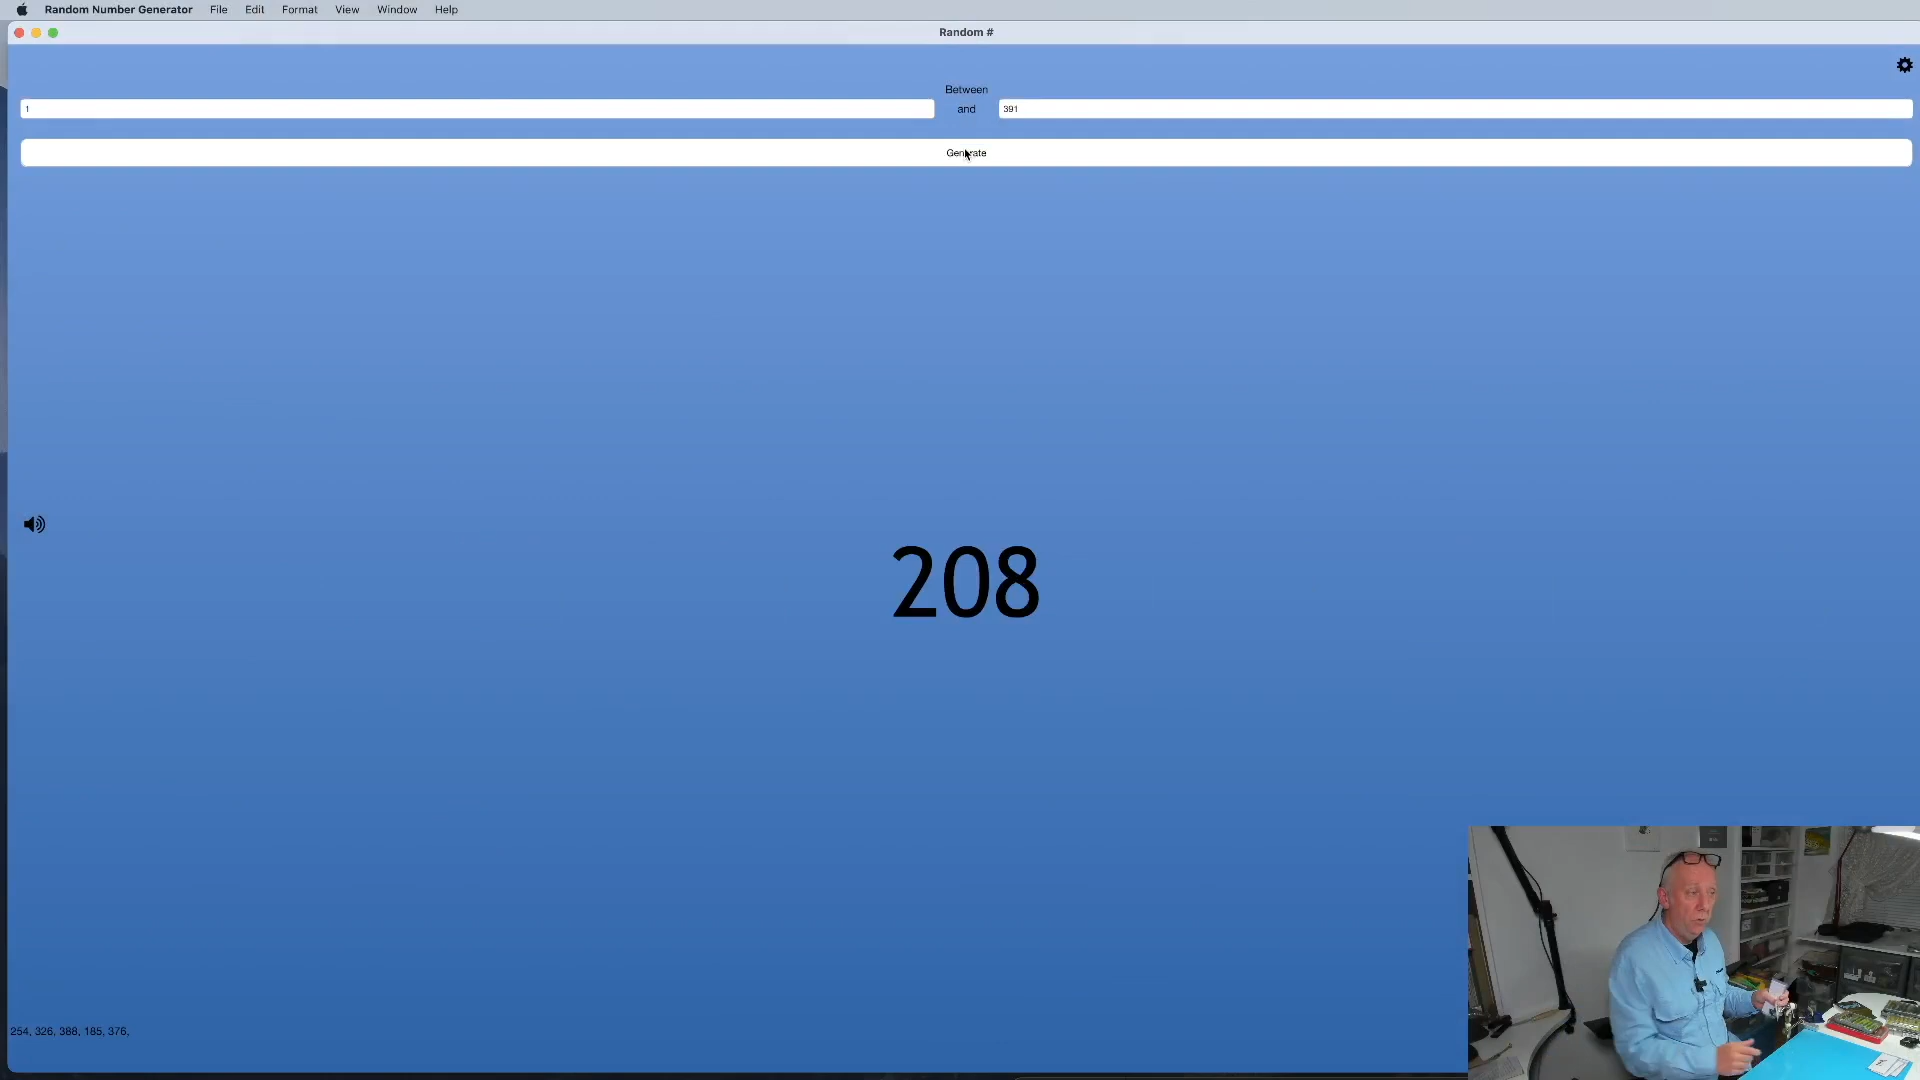 Random Number Generator File Edit Format View Window Help
Random #
Between
1 and 391
Generate
208
254, 326, 388, 185, 376,